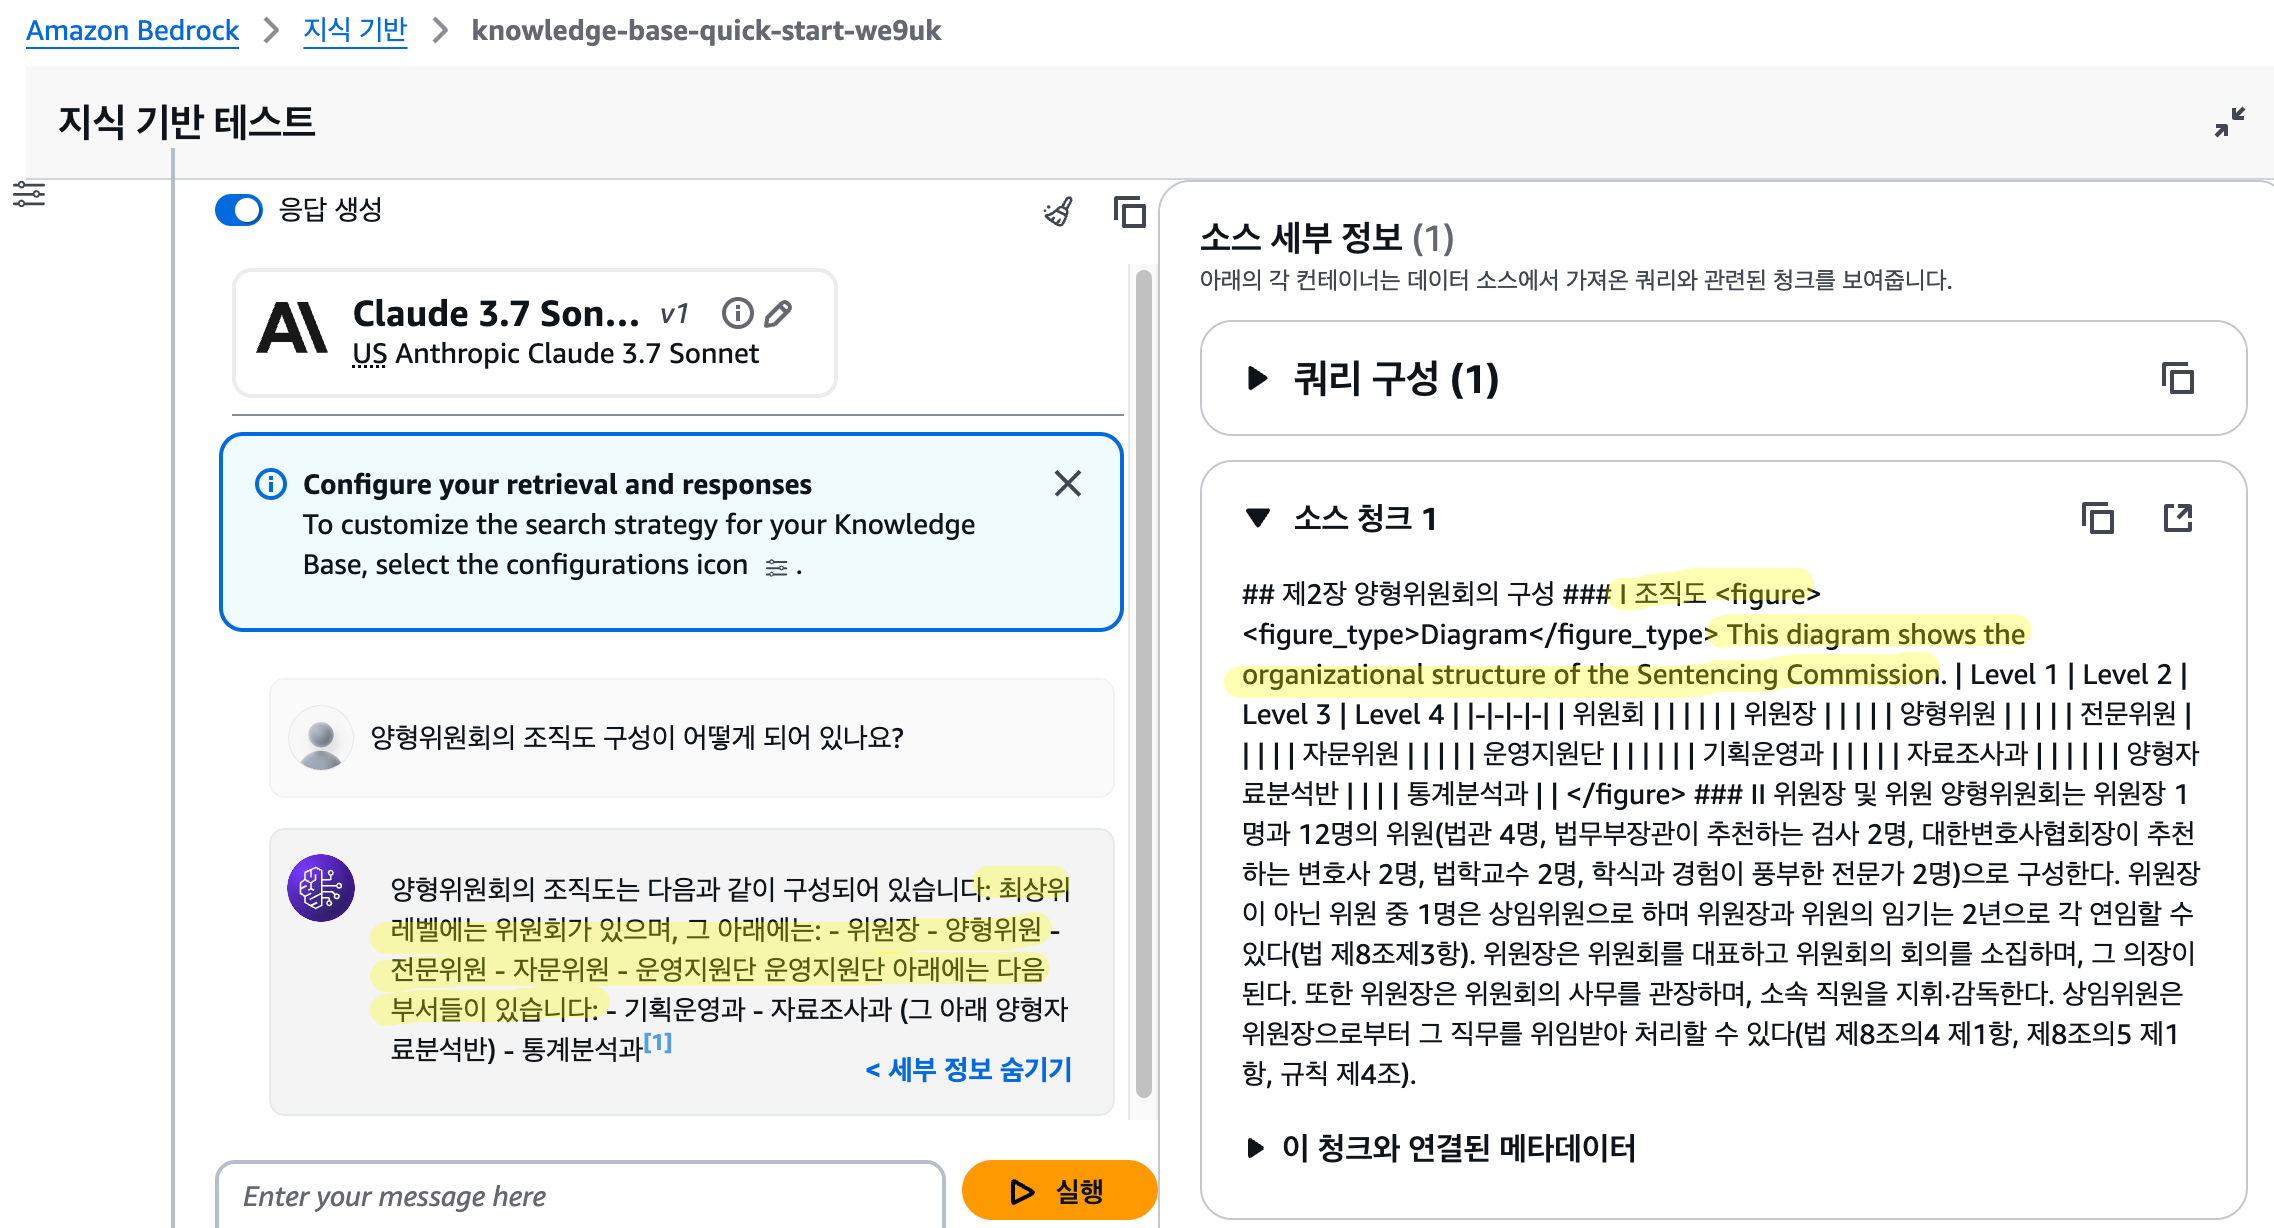 Amazon Bedrock > 지식 기반 > knowledge-base-quick-start-we9uk
지식 기반 테스트
응답 생성
Claude 3.7 Son... v1
US Anthropic Claude 3.7 Sonnet
Configure your retrieval and responses
To customize the search strategy for your Knowledge
Base, select the configurations icon .
양형위원회의 조직도 구성이 어떻게 되어 있나요?
양형위원회의 조직도는 다음과 같이 구성되어 있습니다: 최상위
레벨에는 위원회가 있으며, 그 아래에는: - 위원장 - 양형위원 -
전문위원 - 자문위원 - 운영지원단 운영지원단 아래에는 다음
부서들이 있습니다: - 기획운영과 - 자료조사과 (그 아래 양형자
료분석반) - 통계분석과[1]
< 세부 정보 숨기기
Enter your message here
실행
소스 세부 정보 (1)
아래의 각 컨테이너는 데이터 소스에서 가져온 쿼리와 관련된 청크를 보여줍니다.
쿼리 구성 (1)
소스 청크 1
## 제2장 양형위원회의 구성 ### I 조직도 <figure>
<figure_type>Diagram</figure_type> This diagram shows the
organizational structure of the Sentencing Commission. | Level 1 | Level 2 |
Level 3 | Level 4 | |-|-|-|-| | 위원회 | | | | | | 위원장 | | | | | 양형위원 | | | | | 전문위원 |
| | | | 자문위원 | | | | | 운영지원단 | | | | | | 기획운영과 | | | | | 자료조사과 | | | | | | 양형자
료분석반 | | | | 통계분석과 | | </figure> ### II 위원장 및 위원 양형위원회는 위원장 1
명과 12명의 위원(법관 4명, 법무부장관이 추천하는 검사 2명, 대한변호사협회장이 추천
하는 변호사 2명, 법학교수 2명, 학식과 경험이 풍부한 전문가 2명)으로 구성한다. 위원장
이 아닌 위원 중 1명은 상임위원으로 하며 위원장과 위원의 임기는 2년으로 각 연임할 수
있다(법 제8조제3항). 위원장은 위원회를 대표하고 위원회의 회의를 소집하며, 그 의장이
된다. 또한 위원장은 위원회의 사무를 관장하며, 소속 직원을 지휘·감독한다. 상임위원은
위원장으로부터 그 직무를 위임받아 처리할 수 있다(법 제8조의4 제1항, 제8조의5 제1
항, 규칙 제4조).
이 청크와 연결된 메타데이터